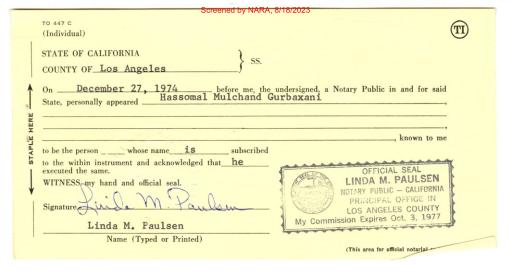 Screened by NARA, 8/18/2023
TO 447 C
(Individual)
TI
STATE OF CALIFORNIA
COUNTY OF Los Angeles } SS.
On December 27, 1974 before me, the undersigned, a Notary Public in and for said
State, personally appeared Hassomal Mulchand Gurbaxani
, known to me
to be the person whose name is subscribed
to the within instrument and acknowledged that he
executed the same.
WITNESS my hand and official seal.
Signature Linda M. Paulsen
Linda M. Paulsen
Name (Typed or Printed)
STAPLE HERE
OFFICIAL SEAL
LINDA M. PAULSEN
NOTARY PUBLIC - CALIFORNIA
PRINCIPAL OFFICE IN
LOS ANGELES COUNTY
My Commission Expires Oct. 3, 1977
(This area for official notarial